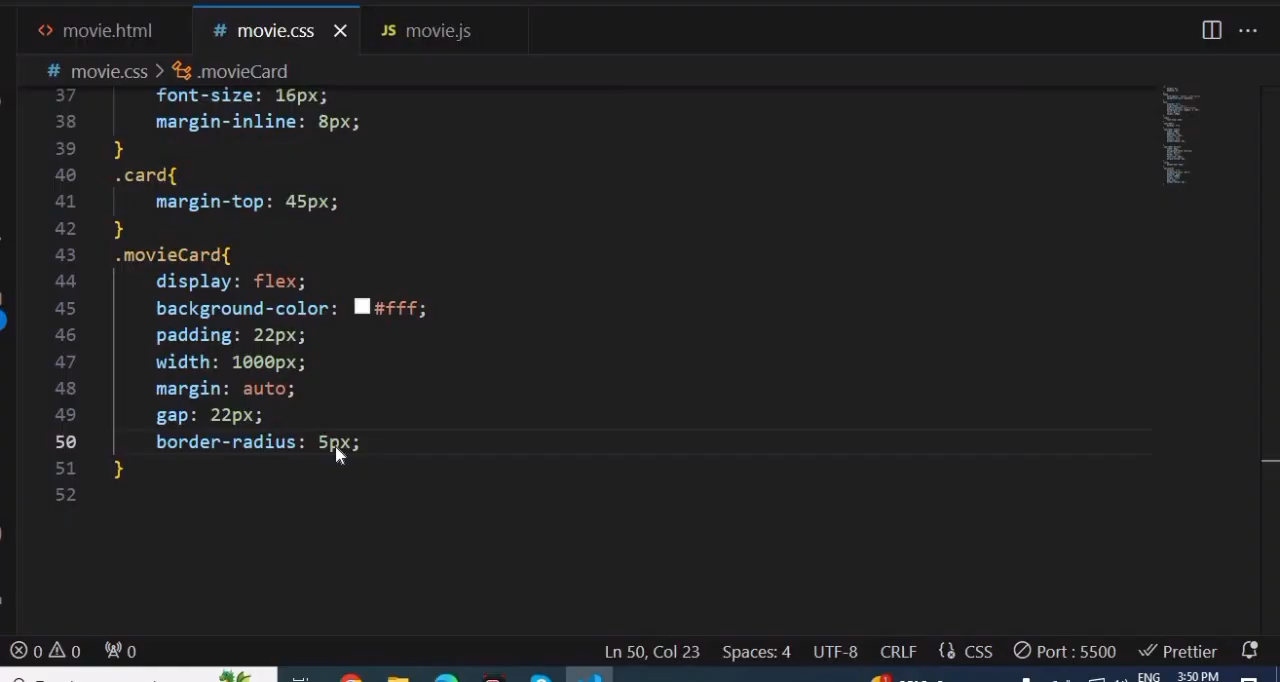 movie.html # movie.css JS movie.js
# movie.css > .movieCard
37 font-size: 16px;
38 margin-inline: 8px;
39 }
40 .card{
41 margin-top: 45px;
42 }
43 .movieCard{
44 display: flex;
45 background-color: #fff;
46 padding: 22px;
47 width: 1000px;
48 margin: auto;
49 gap: 22px;
50 border-radius: 5px;
51 }
52
0 0 0 Ln 50, Col 23 Spaces: 4 UTF-8 CRLF CSS Port : 5500 Prettier
ENG 3:50 PM